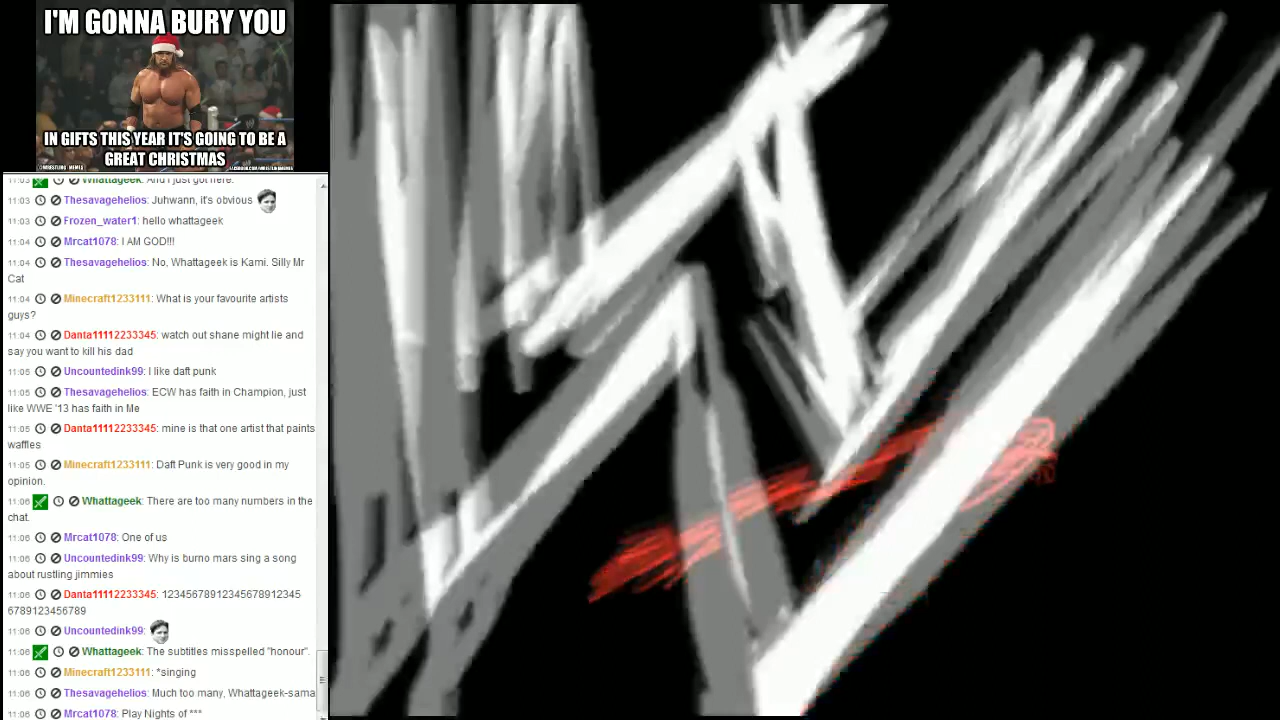 I'M GONNA BURY YOU
IN GIFTS THIS YEAR IT'S GOING TO BE A
GREAT CHRISTMAS
11:03 Whattageek: And I just got here.
11:03 Thesavagehelios: Juhwann, it's obvious
11:03 Frozen_water1: hello whattageek
11:04 Mrcat1078: I AM GOD!!!
11:04 Thesavagehelios: No, Whattageek is Kami. Silly Mr
Cat
11:04 Minecraft1233111: What is your favourite artists
guys?
11:04 Danta11112233345: watch out shane might lie and
say you want to kill his dad
11:05 Uncountedink99: I like daft punk
11:05 Thesavagehelios: ECW has faith in Champion, just
like WWE '13 has faith in Me
11:05 Danta11112233345: mine is that one artist that paints
waffles
11:05 Minecraft1233111: Daft Punk is very good in my
opinion.
11:06 Whattageek: There are too many numbers in the
chat.
11:06 Mrcat1078: One of us
11:06 Uncountedink99: Why is burno mars sing a song
about rustling jimmies
11:06 Danta11112233345: 12345678912345678912345
6789123456789
11:06 Uncountedink99:
11:06 Whattageek: The subtitles misspelled "honour".
11:06 Minecraft1233111: *singing
11:06 Thesavagehelios: Much too many, Whattageek-sama
11:06 Mrcat1078: Play Nights of ***